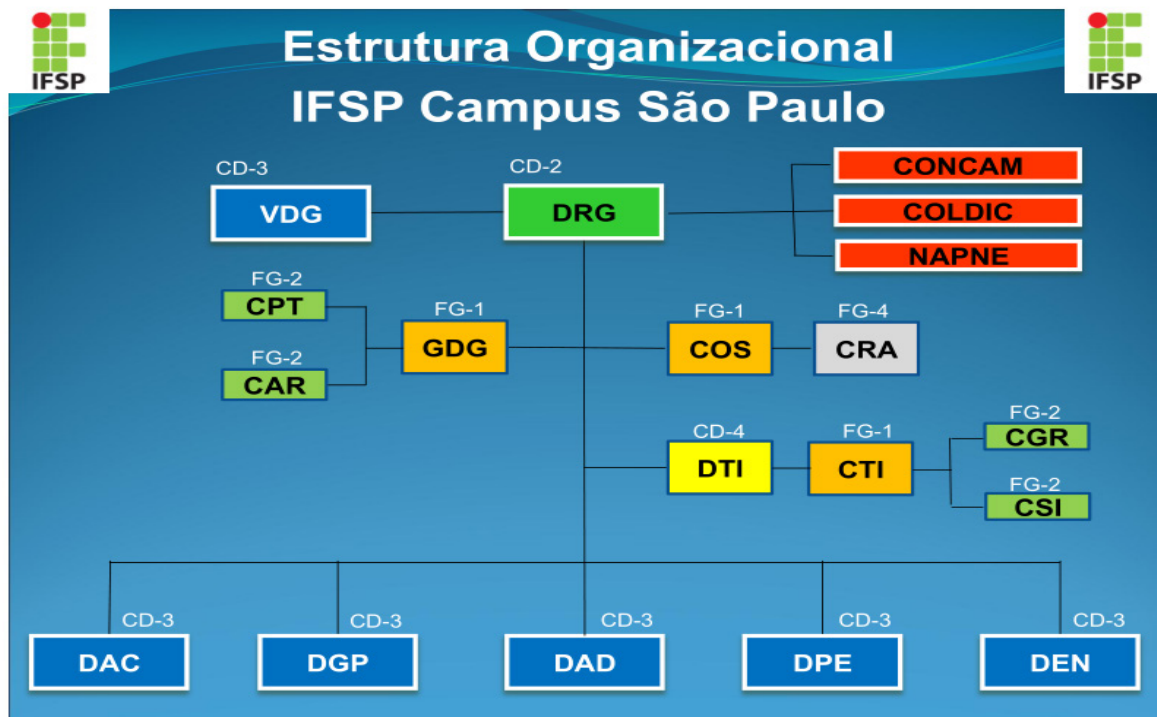 IFSP
IFSP
Estrutura Organizacional
IFSP Campus São Paulo
CD-3
CD-2
VDG
DRG
CONCAM
COLDIC
NAPNE
FG-2
CPT
FG-2
CAR
FG-1
GDG
FG-1
COS
FG-4
CRA
CD-4
DTI
FG-1
CTI
FG-2
CGR
FG-2
CSI
CD-3
DAC
CD-3
DGP
CD-3
DAD
CD-3
DPE
CD-3
DEN